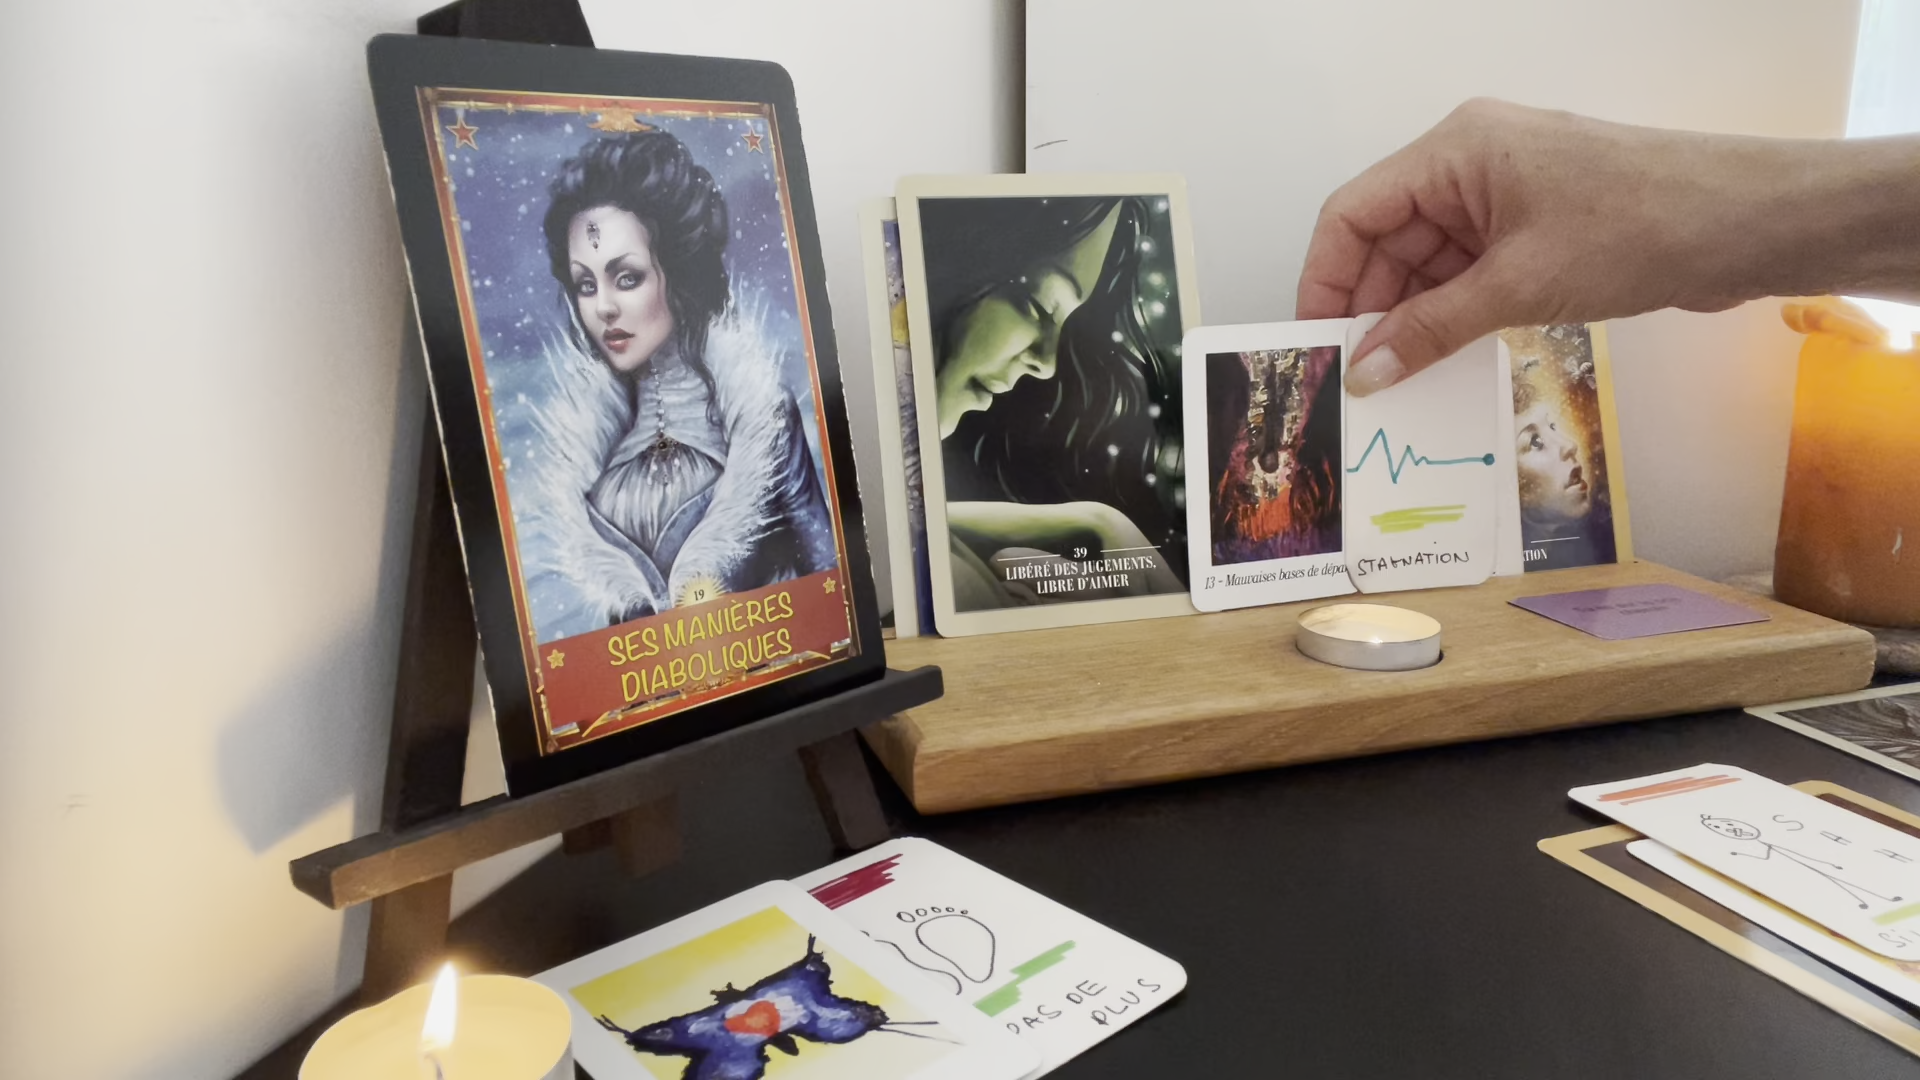 19
SES MANIÈRES
DIABOLIQUES
39
LIBÉRÉ DES JUGEMENTS,
LIBRE D'AIMER
13 - Mauvaises bases de dépa
STAGNATION
TION
PAS DE
PLUS
S H H